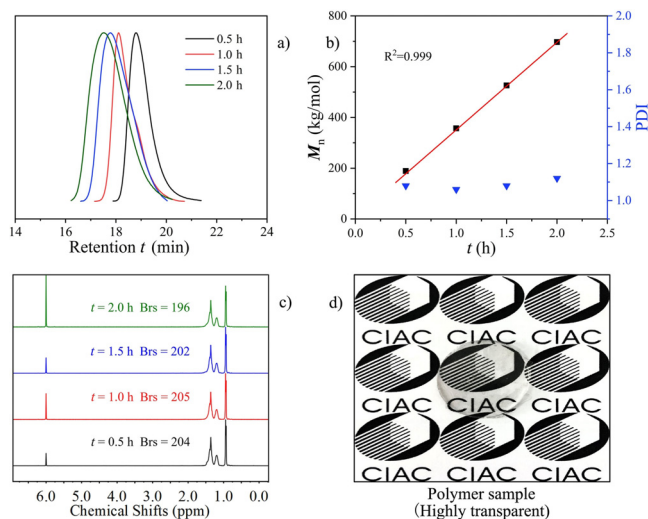 a)
0.5 h
1.0 h
1.5 h
2.0 h
14 16 18 20 22 24
Retention t (min)
b)
R²=0.999
800
600
400
200
0
Mn (kg/mol)
0.0 0.5 1.0 1.5 2.0 2.5
t (h)
2.0
1.8
1.6
1.4
1.2
1.0
PDI
c)
t = 2.0 h Brs = 196
t = 1.5 h Brs = 202
t = 1.0 h Brs = 205
t = 0.5 h Brs = 204
6.0 5.0 4.0 3.0 2.0 1.0 0.0
Chemical Shifts (ppm)
d)
CIAC CIAC CIAC
CIAC CIAC CIAC
CIAC CIAC CIAC
Polymer sample
(Highly transparent)